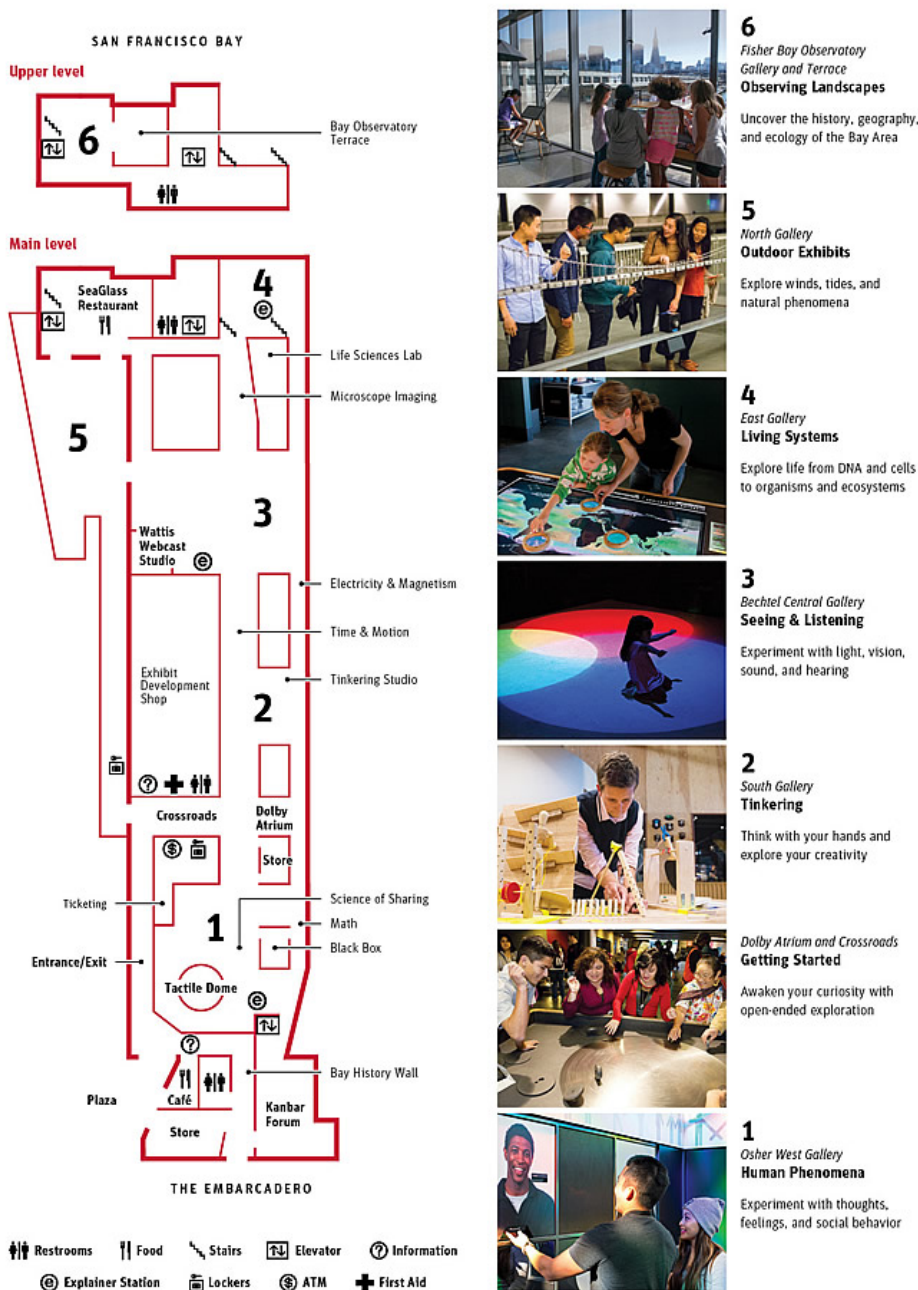 SAN FRANCISCO BAY
Upper level
6
Bay Observatory
Terrace
Main level
SeaGlass
Restaurant
4
e
Life Sciences Lab
Microscope Imaging
5
3
Wattis
Webcast
Studio
e
Electricity & Magnetism
Time & Motion
Exhibit
Development
Shop
Tinkering Studio
2
?
Crossroads
Dolby
Atrium
$
Store
Ticketing
Science of Sharing
1
Math
Black Box
Entrance/Exit
Tactile Dome
e
?
Bay History Wall
Plaza
Café
Kanbar
Forum
Store
THE EMBARCADERO
Restrooms
Food
Stairs
Elevator
? Information
e Explainer Station
Lockers
$ ATM
First Aid
6
Fisher Bay Observatory
Gallery and Terrace
Observing Landscapes
Uncover the history, geography,
and ecology of the Bay Area
5
North Gallery
Outdoor Exhibits
Explore winds, tides, and
natural phenomena
4
East Gallery
Living Systems
Explore life from DNA and cells
to organisms and ecosystems
3
Bechtel Central Gallery
Seeing & Listening
Experiment with light, vision,
sound, and hearing
2
South Gallery
Tinkering
Think with your hands and
explore your creativity
Dolby Atrium and Crossroads
Getting Started
Awaken your curiosity with
open-ended exploration
1
Osher West Gallery
Human Phenomena
Experiment with thoughts,
feelings, and social behavior